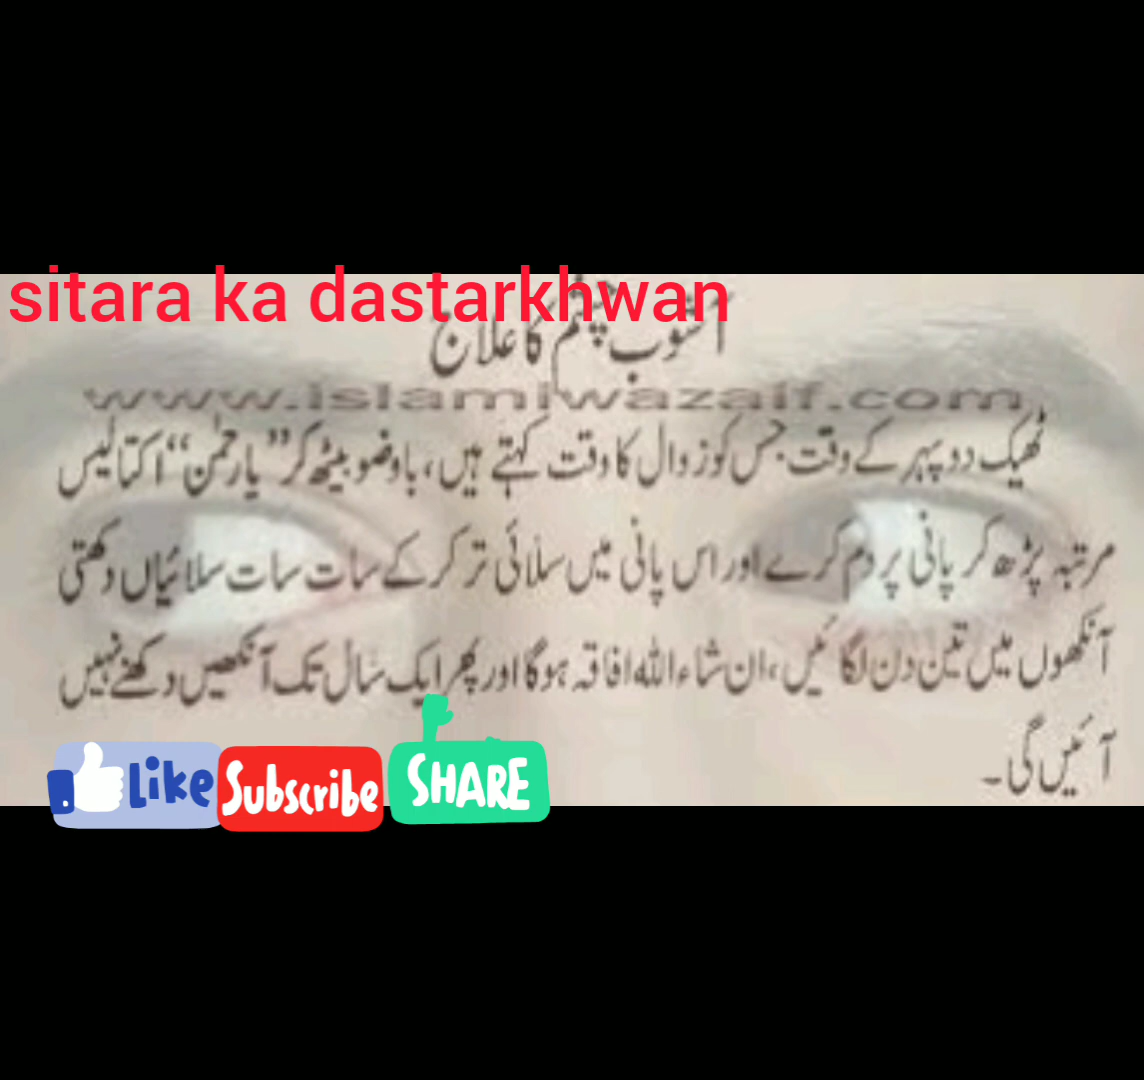 sitara ka dastarkhwan
آشوب چشم کا علاج
www.islamiwazaif.com
ٹھیک دوپہر کے وقت جس کو زوال کا وقت کہتے ہیں، باوضو بیٹھ کر ”یا رحمٰن“ اکتالیس
مرتبہ پڑھ کر پانی پر دم کرے اور اس پانی میں سلائی تر کر کے سات سات سلائیاں دکھتی
آنکھوں میں تین دن لگائیں، ان شاء اللہ افاقہ ہوگا اور پھر ایک سال تک آنکھیں دکھنے نہیں
آئیں گی۔
Like Subscribe SHARE